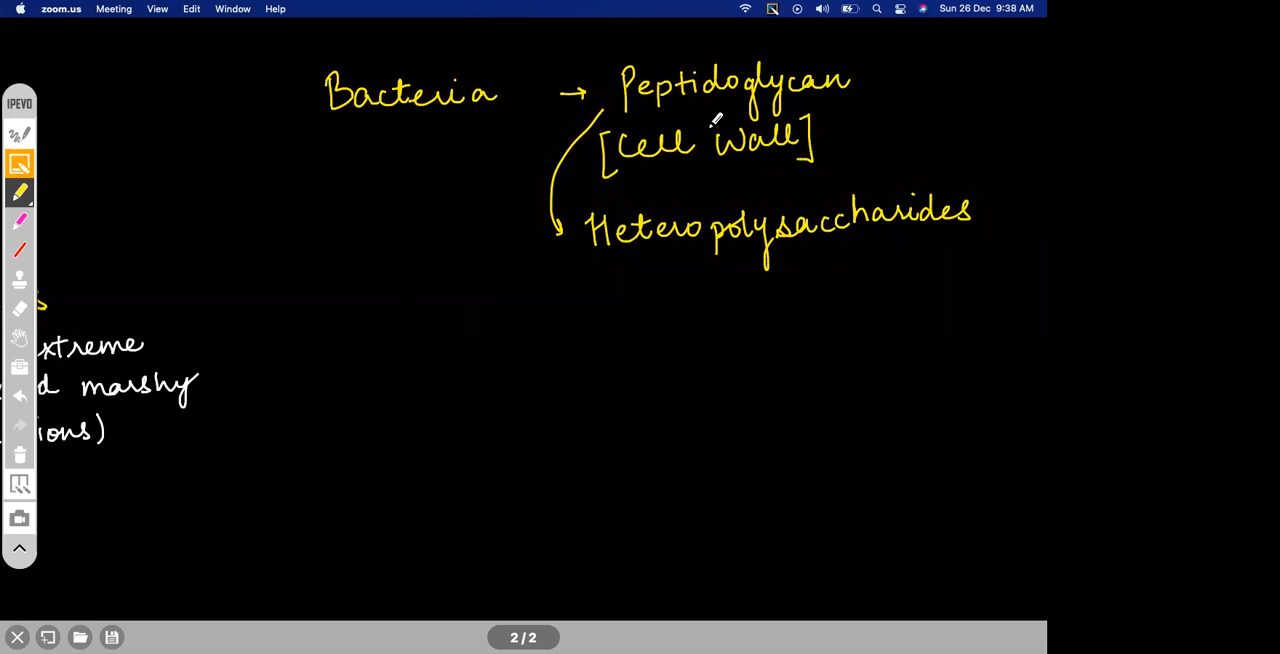 zoom.us Meeting View Edit Window Help Sun 26 Dec 9:38 AM
IPEVO
Bacteria → Peptidoglycan
[Cell Wall]
Heteropolysaccharides
xtreme
d marshy
ions)
2/2